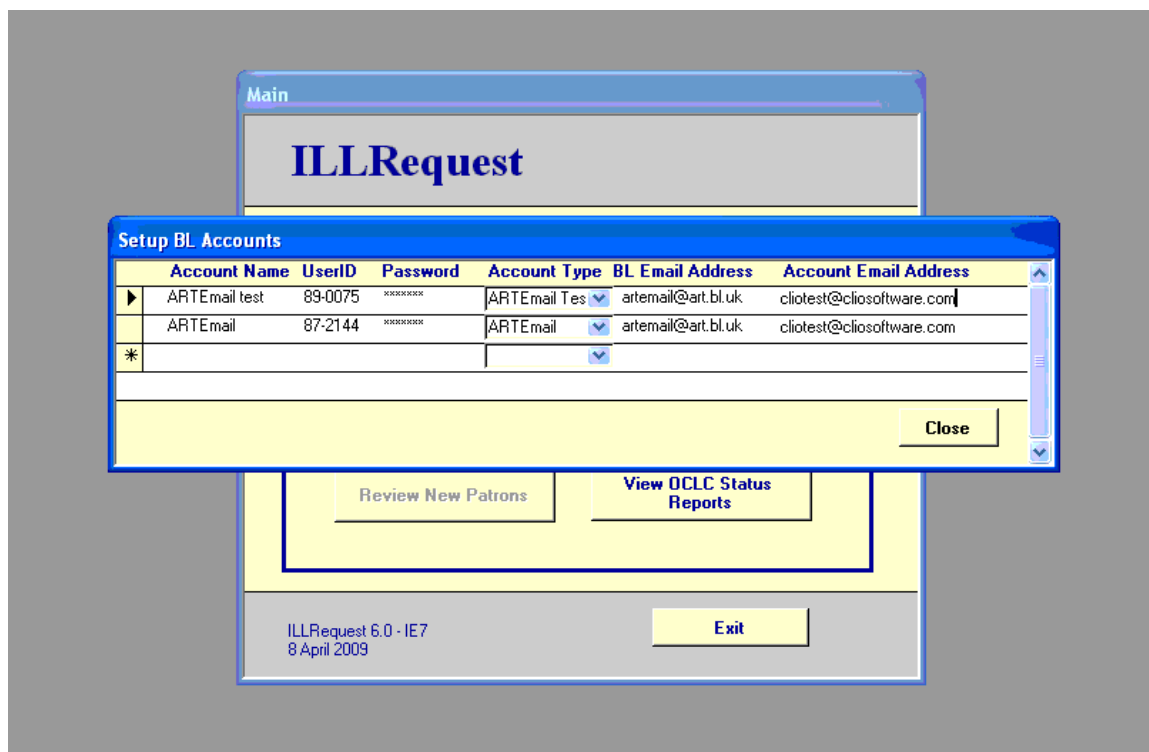 Main
ILLRequest
Setup BL Accounts
Account Name UserID Password Account Type BL Email Address Account Email Address
ARTEmail test 89-0075 ******* ARTEmail Tes artemail@art.bl.uk cliotest@cliosoftware.com
ARTEmail 87-2144 ******* ARTEmail artemail@art.bl.uk cliotest@cliosoftware.com
Close
Review New Patrons
View OCLC Status
Reports
ILLRequest 6.0 - IE7
8 April 2009
Exit